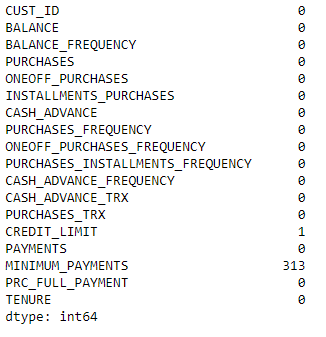 CUST_ID 0
BALANCE 0
BALANCE_FREQUENCY 0
PURCHASES 0
ONEOFF_PURCHASES 0
INSTALLMENTS_PURCHASES 0
CASH_ADVANCE 0
PURCHASES_FREQUENCY 0
ONEOFF_PURCHASES_FREQUENCY 0
PURCHASES_INSTALLMENTS_FREQUENCY 0
CASH_ADVANCE_FREQUENCY 0
CASH_ADVANCE_TRX 0
PURCHASES_TRX 0
CREDIT_LIMIT 1
PAYMENTS 0
MINIMUM_PAYMENTS 313
PRC_FULL_PAYMENT 0
TENURE 0
dtype: int64